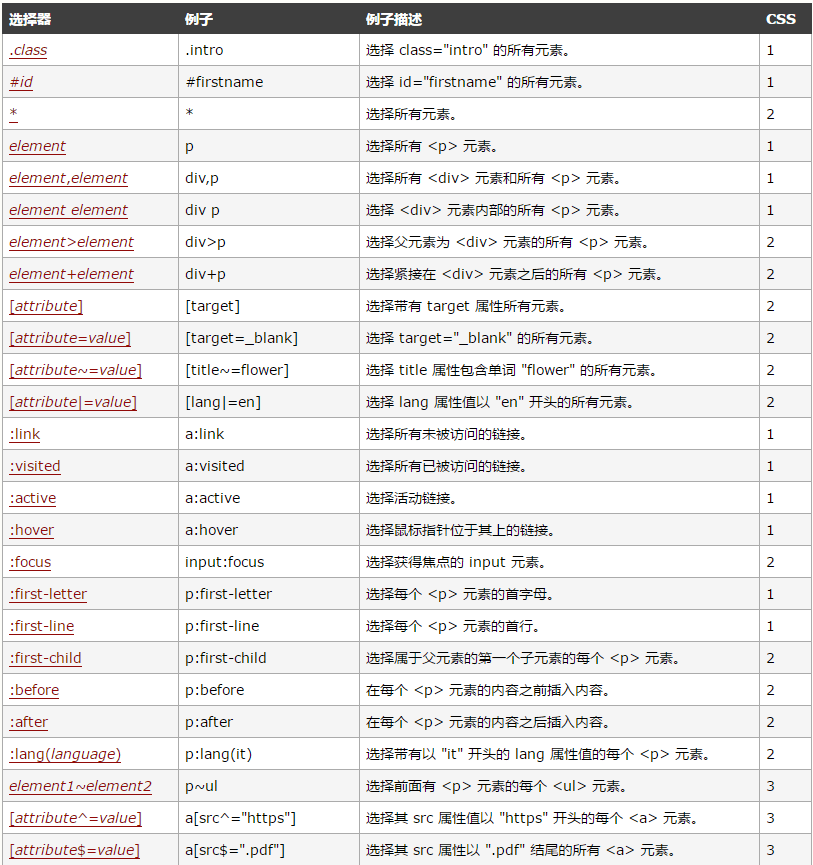 选择器 例子 例子描述 CSS
.class .intro 选择 class="intro" 的所有元素。 1
#id #firstname 选择 id="firstname" 的所有元素。 1
* * 选择所有元素。 2
element p 选择所有 <p> 元素。 1
element,element div,p 选择所有 <div> 元素和所有 <p> 元素。 1
element element div p 选择 <div> 元素内部的所有 <p> 元素。 1
element>element div>p 选择父元素为 <div> 元素的所有 <p> 元素。 2
element+element div+p 选择紧接在 <div> 元素之后的所有 <p> 元素。 2
[attribute] [target] 选择带有 target 属性所有元素。 2
[attribute=value] [target=_blank] 选择 target="_blank" 的所有元素。 2
[attribute~=value] [title~=flower] 选择 title 属性包含单词 "flower" 的所有元素。 2
[attribute|=value] [lang|=en] 选择 lang 属性值以 "en" 开头的所有元素。 2
:link a:link 选择所有未被访问的链接。 1
:visited a:visited 选择所有已被访问的链接。 1
:active a:active 选择活动链接。 1
:hover a:hover 选择鼠标指针位于其上的链接。 1
:focus input:focus 选择获得焦点的 input 元素。 2
:first-letter p:first-letter 选择每个 <p> 元素的首字母。 1
:first-line p:first-line 选择每个 <p> 元素的首行。 1
:first-child p:first-child 选择属于父元素的第一个子元素的每个 <p> 元素。 2
:before p:before 在每个 <p> 元素的内容之前插入内容。 2
:after p:after 在每个 <p> 元素的内容之后插入内容。 2
:lang(language) p:lang(it) 选择带有以 "it" 开头的 lang 属性值的每个 <p> 元素。 2
element1~element2 p~ul 选择前面有 <p> 元素的每个 <ul> 元素。 3
[attribute^=value] a[src^="https"] 选择其 src 属性值以 "https" 开头的每个 <a> 元素。 3
[attribute$=value] a[src$=".pdf"] 选择其 src 属性以 ".pdf" 结尾的所有 <a> 元素。 3